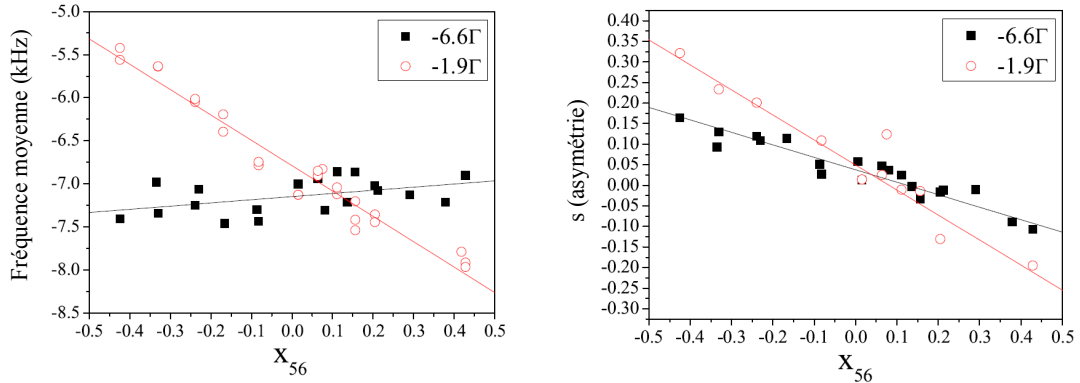 Fréquence moyenne (kHz)
-5.0
-5.5
-6.0
-6.5
-7.0
-7.5
-8.0
-8.5
-0.5 -0.4 -0.3 -0.2 -0.1 0.0 0.1 0.2 0.3 0.4 0.5
X56
-6.6Γ
-1.9Γ
s (asymétrie)
0.40
0.35
0.30
0.25
0.20
0.15
0.10
0.05
0.00
-0.05
-0.10
-0.15
-0.20
-0.25
-0.30
-0.5 -0.4 -0.3 -0.2 -0.1 0.0 0.1 0.2 0.3 0.4 0.5
X56
-6.6Γ
-1.9Γ